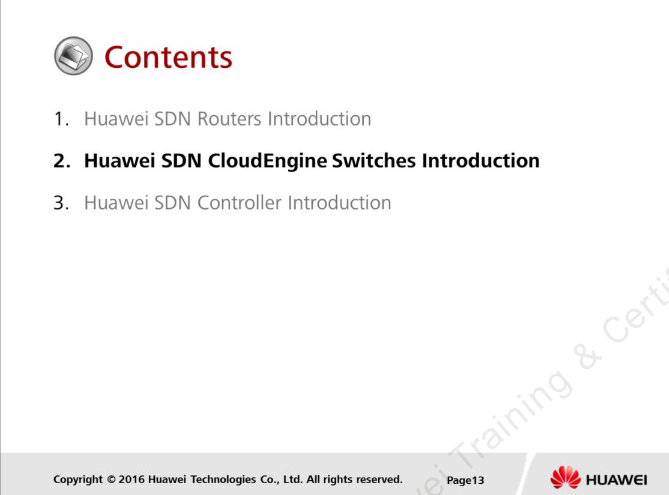 Contents
1. Huawei SDN Routers Introduction
2. Huawei SDN CloudEngine Switches Introduction
3. Huawei SDN Controller Introduction
ei Training & Certi
Copyright © 2016 Huawei Technologies Co., Ltd. All rights reserved.
Page13
HUAWEI